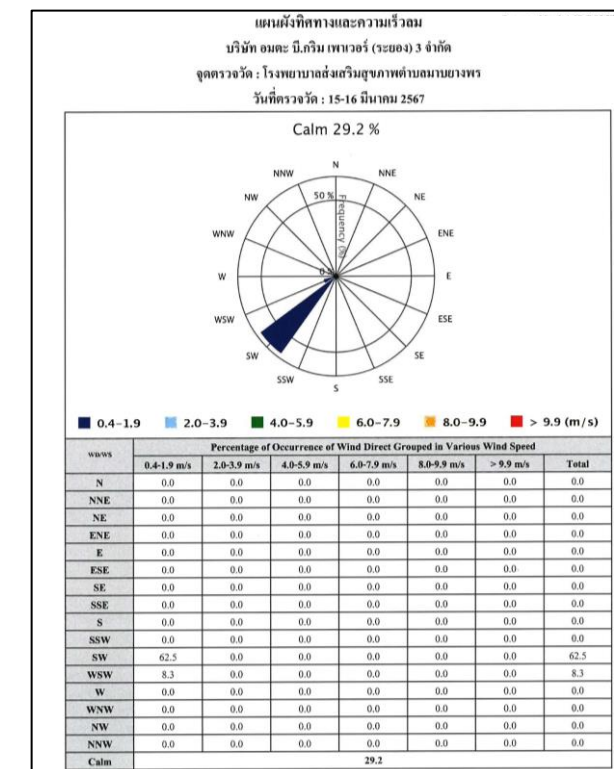 แผนผังทิศทางและความเร็วลม
บริษัท อมตะ บี.กริม เพาเวอร์ (ระยอง) 3 จำกัด
จุดตรวจวัด : โรงพยาบาลส่งเสริมสุขภาพตำบลมาบยางพร
วันที่ตรวจวัด : 15-16 มีนาคม 2567
Calm 29.2 %
N
NNW NNE
NW 50 % NE
Frequency (%)
WNW ENE
0 %
W E
WSW ESE
SW SE
SSW SSE
S
0.4-1.9 2.0-3.9 4.0-5.9 6.0-7.9 8.0-9.9 > 9.9 (m/s)
WD/WS Percentage of Occurrence of Wind Direct Grouped in Various Wind Speed
0.4-1.9 m/s 2.0-3.9 m/s 4.0-5.9 m/s 6.0-7.9 m/s 8.0-9.9 m/s > 9.9 m/s Total
N 0.0 0.0 0.0 0.0 0.0 0.0 0.0
NNE 0.0 0.0 0.0 0.0 0.0 0.0 0.0
NE 0.0 0.0 0.0 0.0 0.0 0.0 0.0
ENE 0.0 0.0 0.0 0.0 0.0 0.0 0.0
E 0.0 0.0 0.0 0.0 0.0 0.0 0.0
ESE 0.0 0.0 0.0 0.0 0.0 0.0 0.0
SE 0.0 0.0 0.0 0.0 0.0 0.0 0.0
SSE 0.0 0.0 0.0 0.0 0.0 0.0 0.0
S 0.0 0.0 0.0 0.0 0.0 0.0 0.0
SSW 0.0 0.0 0.0 0.0 0.0 0.0 0.0
SW 62.5 0.0 0.0 0.0 0.0 0.0 62.5
WSW 8.3 0.0 0.0 0.0 0.0 0.0 8.3
W 0.0 0.0 0.0 0.0 0.0 0.0 0.0
WNW 0.0 0.0 0.0 0.0 0.0 0.0 0.0
NW 0.0 0.0 0.0 0.0 0.0 0.0 0.0
NNW 0.0 0.0 0.0 0.0 0.0 0.0 0.0
Calm 29.2